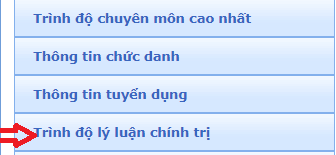 Trình độ chuyên môn cao nhất
Thông tin chức danh
Thông tin tuyển dụng
Trình độ lý luận chính trị